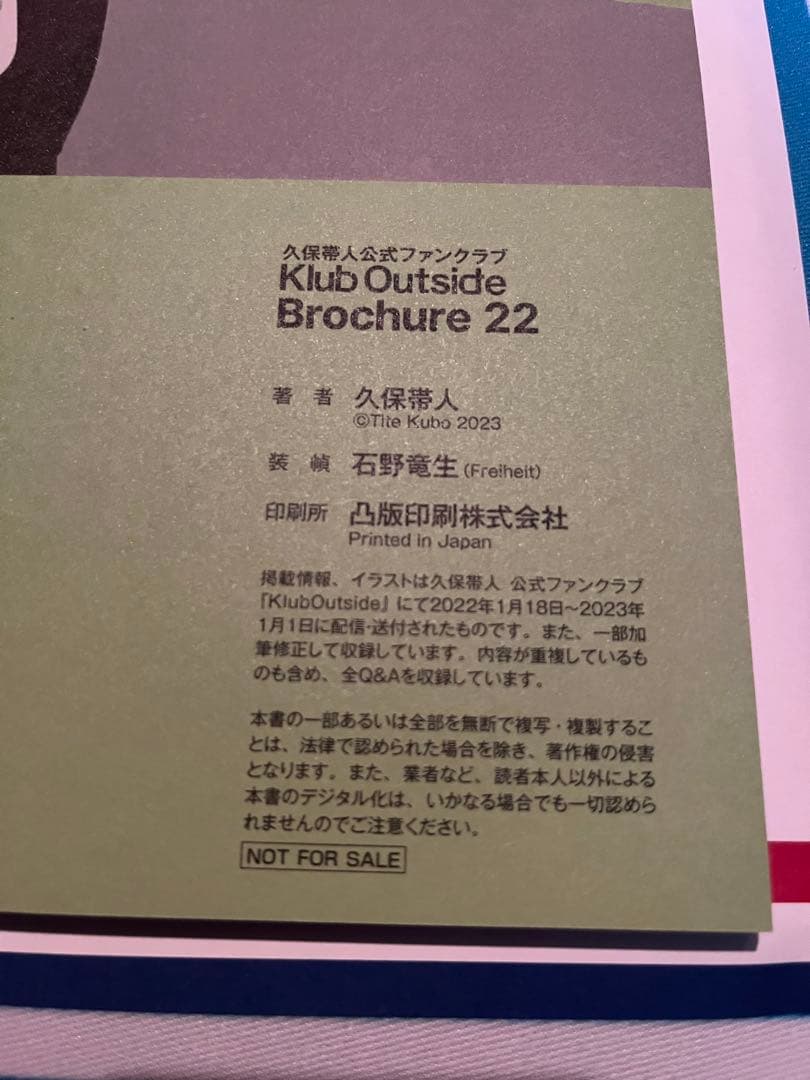 久保帯人公式ファンクラブ
Klub Outside
Brochure 22
著 者 久保帯人
©Tite Kubo 2023
装 幀 石野竜生(Freiheit)
印刷所 凸版印刷株式会社
Printed in Japan
掲載情報、イラストは久保帯人 公式ファンクラブ
『KlubOutside』にて2022年1月18日～2023年
1月1日に配信・送付されたものです。また、一部加
筆修正して収録しています。内容が重複しているも
のも含め、全Q&Aを収録しています。
本書の一部あるいは全部を無断で複写・複製するこ
とは、法律で認められた場合を除き、著作権の侵害
となります。また、業者など、読者本人以外による
本書のデジタル化は、いかなる場合でも一切認めら
れませんのでご注意ください。
NOT FOR SALE